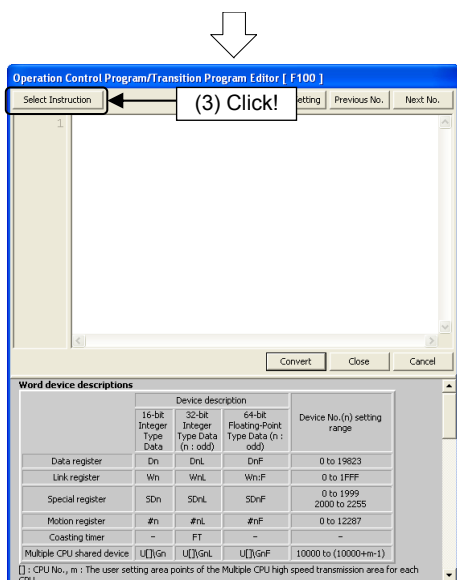 Operation Control Program/Transition Program Editor [ F100 ]
Select Instruction (3) Click! etting Previous No. Next No.
1
Convert Close Cancel
Word device descriptions
Device description
16-bit Integer Type Data
32-bit Integer Type Data (n : odd)
64-bit Floating-Point Type Data (n : odd)
Device No.(n) setting range
Data register Dn DnL DnF 0 to 19823
Link register Wn WnL Wn:F 0 to 1FFF
Special register SDn SDnL SDnF 0 to 1999
2000 to 2255
Motion register #n #nL #nF 0 to 12287
Coasting timer - FT - -
Multiple CPU shared device U[]\Gn U[]\GnL U[]\GnF 10000 to (10000+m-1)
[] : CPU No., m : The user setting area points of the Multiple CPU high speed transmission area for each
CPU